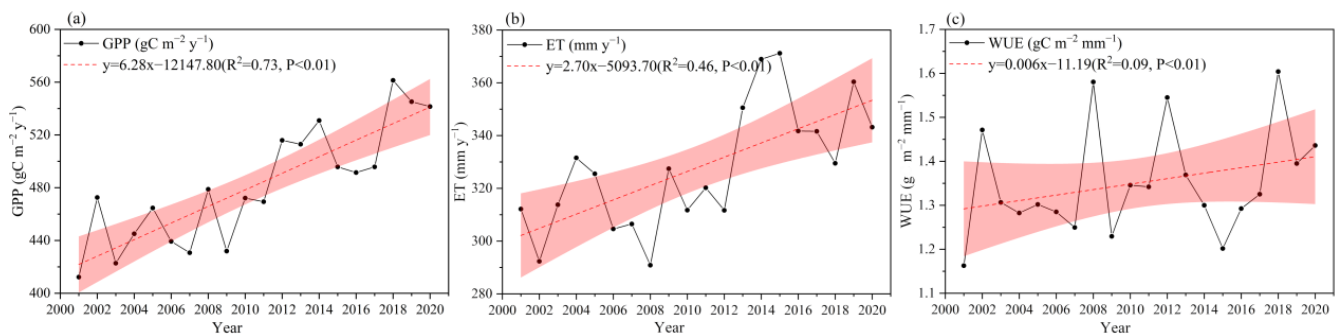 (a)
GPP (gC m⁻² y⁻¹)
y=6.28x−12147.80(R²=0.73, P<0.01)
GPP (gC m⁻² y⁻¹)
600
560
520
480
440
400
2000 2002 2004 2006 2008 2010 2012 2014 2016 2018 2020
Year
(b)
ET (mm y⁻¹)
y=2.70x−5093.70(R²=0.46, P<0.01)
ET (mm y⁻¹)
380
360
340
320
300
280
2000 2002 2004 2006 2008 2010 2012 2014 2016 2018 2020
Year
(c)
WUE (gC m⁻² mm⁻¹)
y=0.006x−11.19(R²=0.09, P<0.01)
WUE (g m⁻² mm⁻¹)
1.7
1.6
1.5
1.4
1.3
1.2
1.1
2000 2002 2004 2006 2008 2010 2012 2014 2016 2018 2020
Year